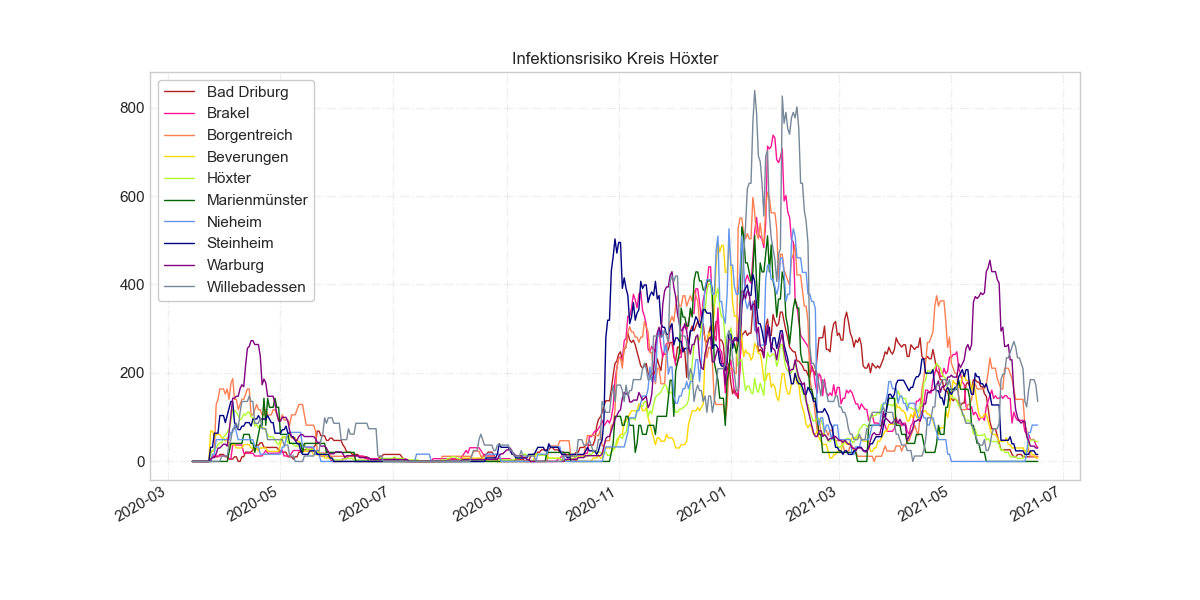 Infektionsrisiko Kreis Höxter
800
600
400
200
0
Bad Driburg
Brakel
Borgentreich
Beverungen
Höxter
Marienmünster
Nieheim
Steinheim
Warburg
Willebadessen
2020-03
2020-05
2020-07
2020-09
2020-11
2021-01
2021-03
2021-05
2021-07